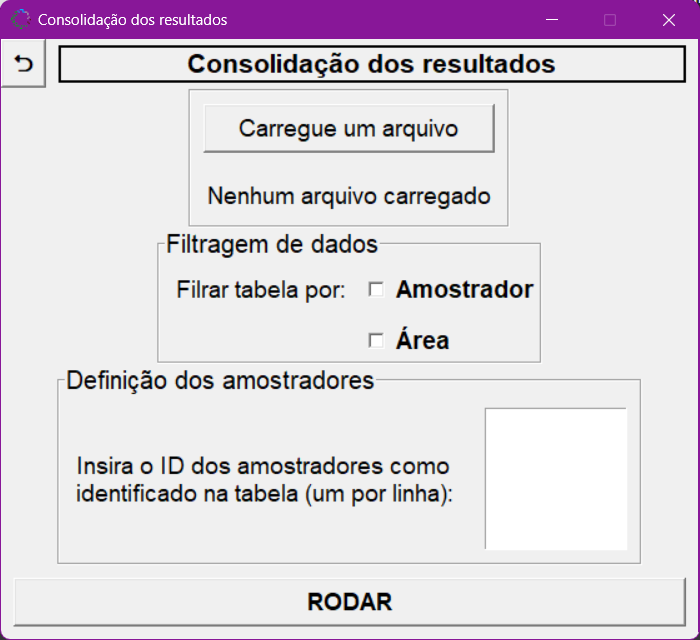 Consolidação dos resultados
Consolidação dos resultados
Carregue um arquivo
Nenhum arquivo carregado
Filtragem de dados
Filrar tabela por:
Amostrador
Área
Definição dos amostradores
Insira o ID dos amostradores como
identificado na tabela (um por linha):
RODAR